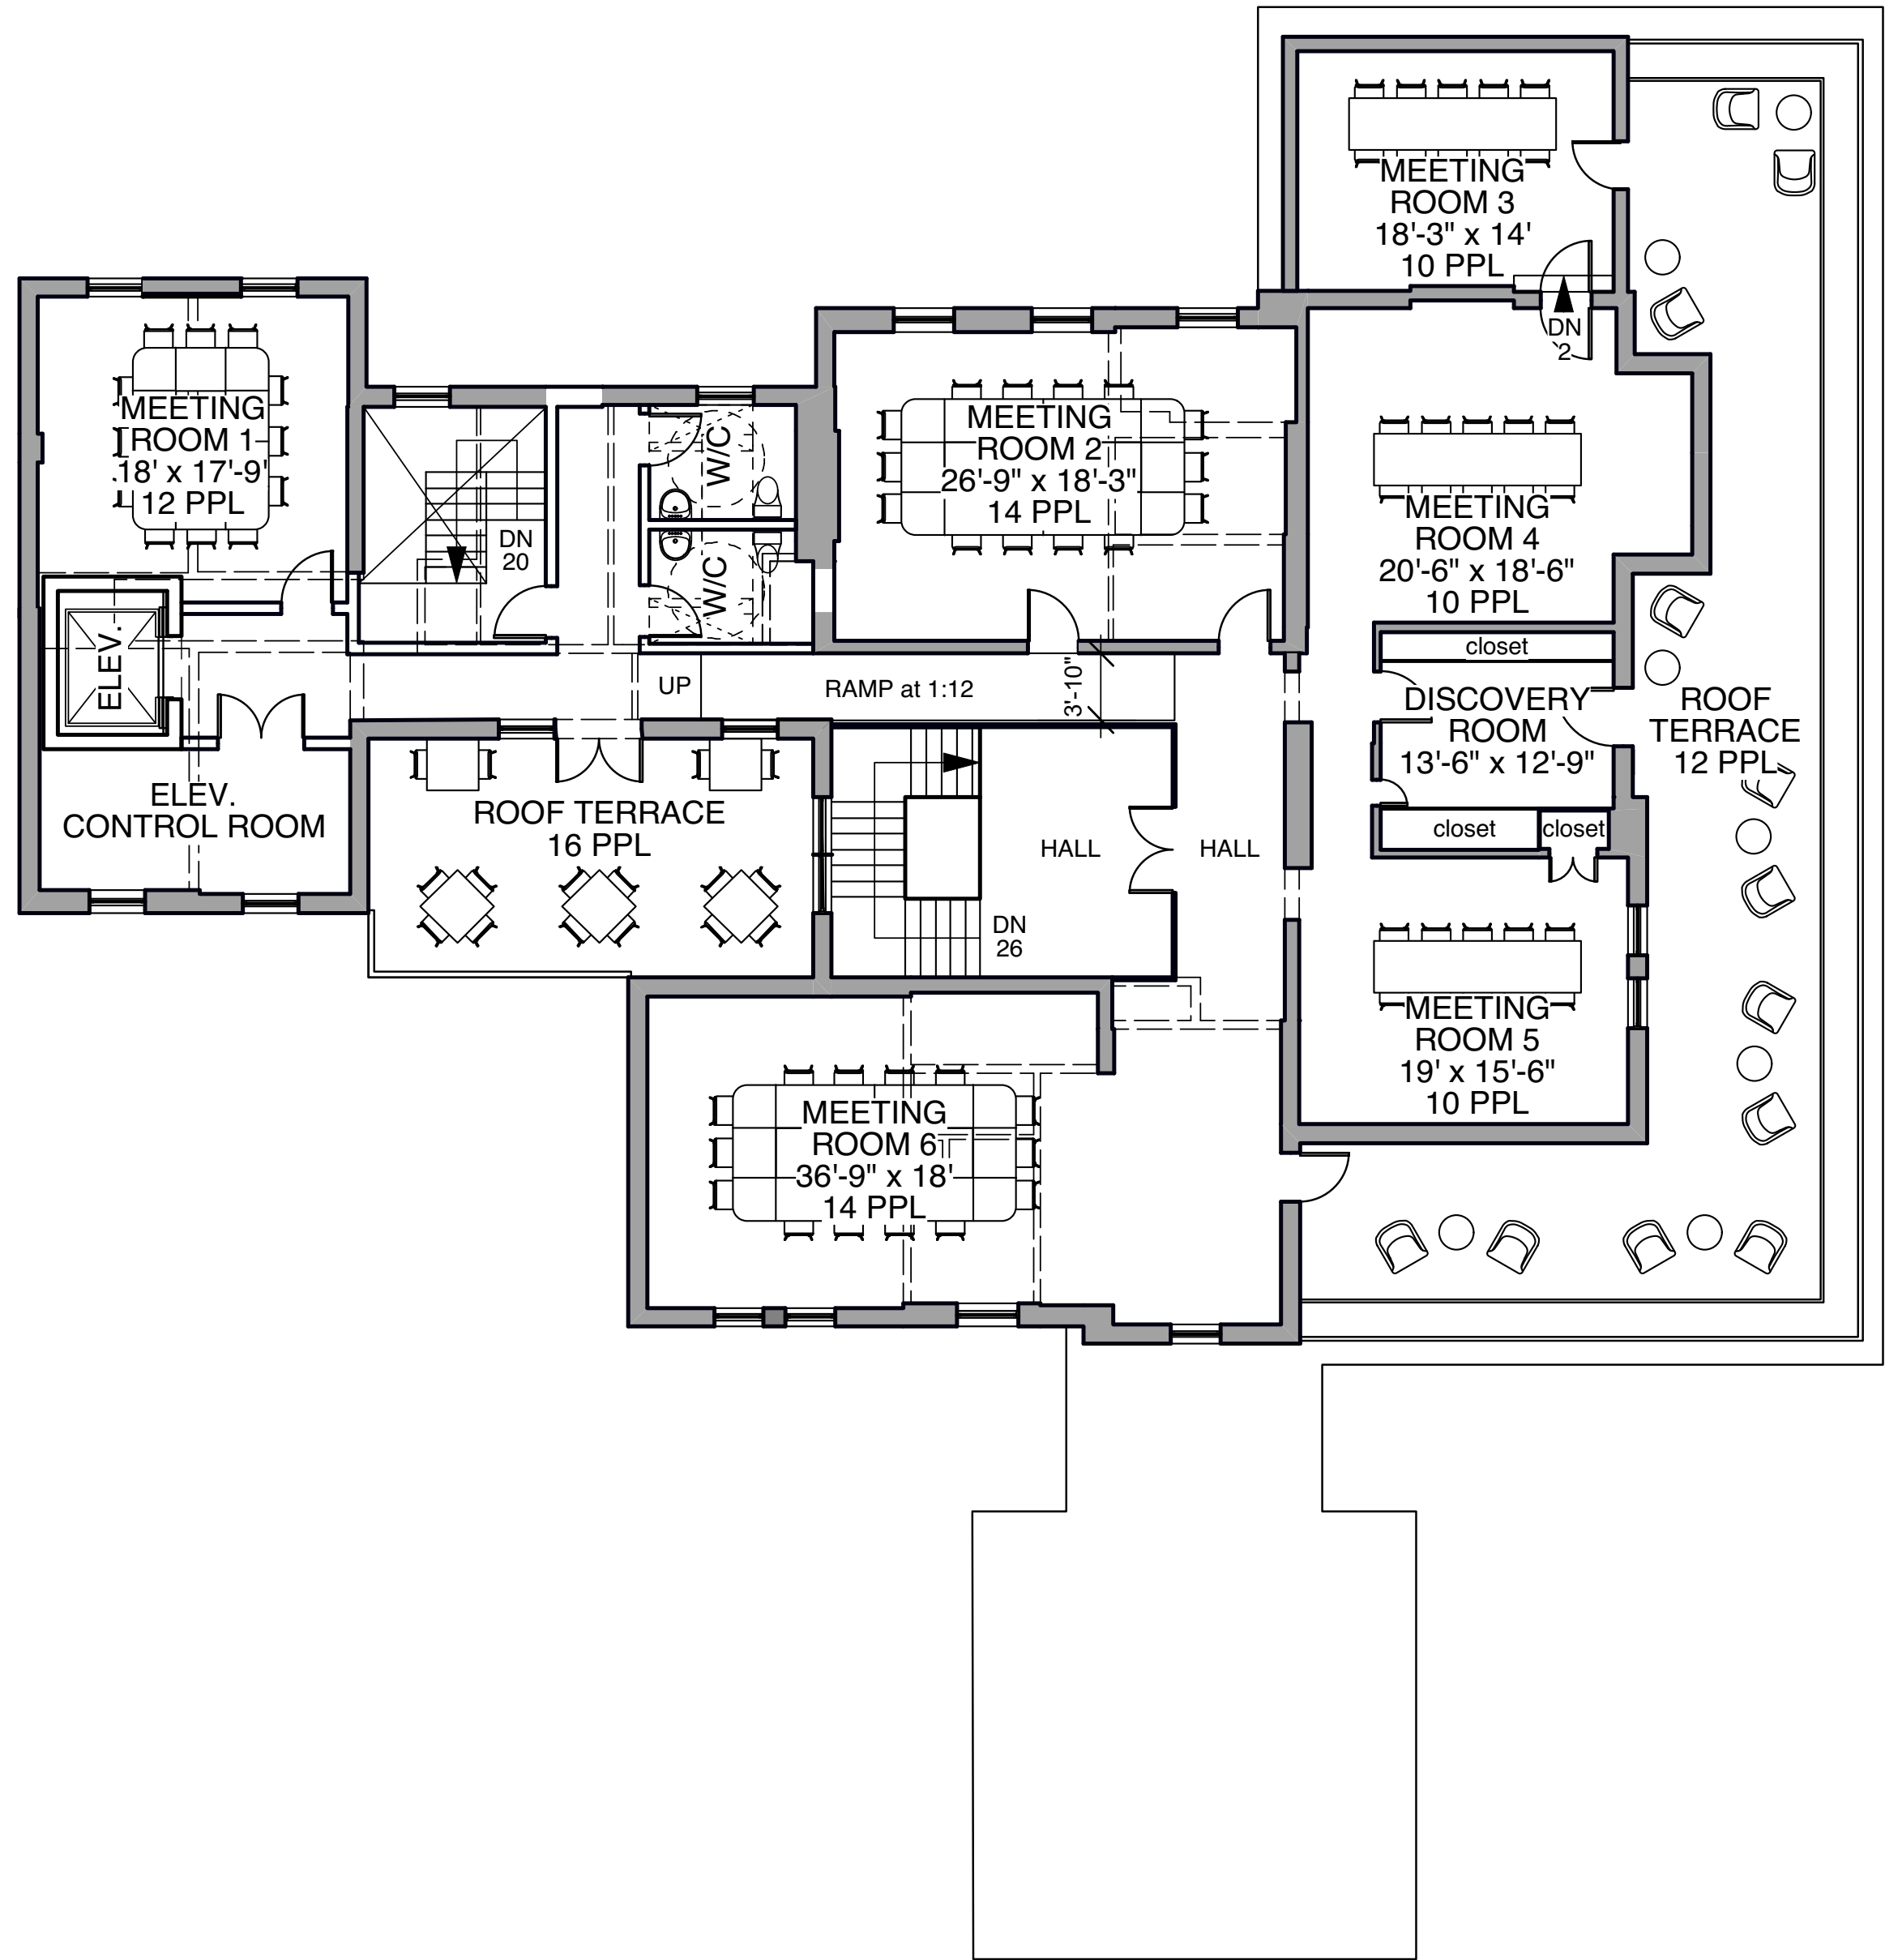 MEETING
ROOM 3
18'-3" x 14'
10 PPL
DN
2
MEETING
ROOM 1
18' x 17'-9'
12 PPL
W/C
W/C
DN
20
MEETING
ROOM 2
26'-9" x 18'-3"
14 PPL
MEETING
ROOM 4
20'-6" x 18'-6"
10 PPL
closet
ELEV.
UP
RAMP at 1:12
3'-10"
DISCOVERY
ROOM
13'-6" x 12'-9"
ROOF
TERRACE
12 PPL
ELEV.
CONTROL ROOM
ROOF TERRACE
16 PPL
HALL
HALL
closet
closet
DN
26
MEETING
ROOM 5
19' x 15'-6"
10 PPL
MEETING
ROOM 6
36'-9" x 18'
14 PPL